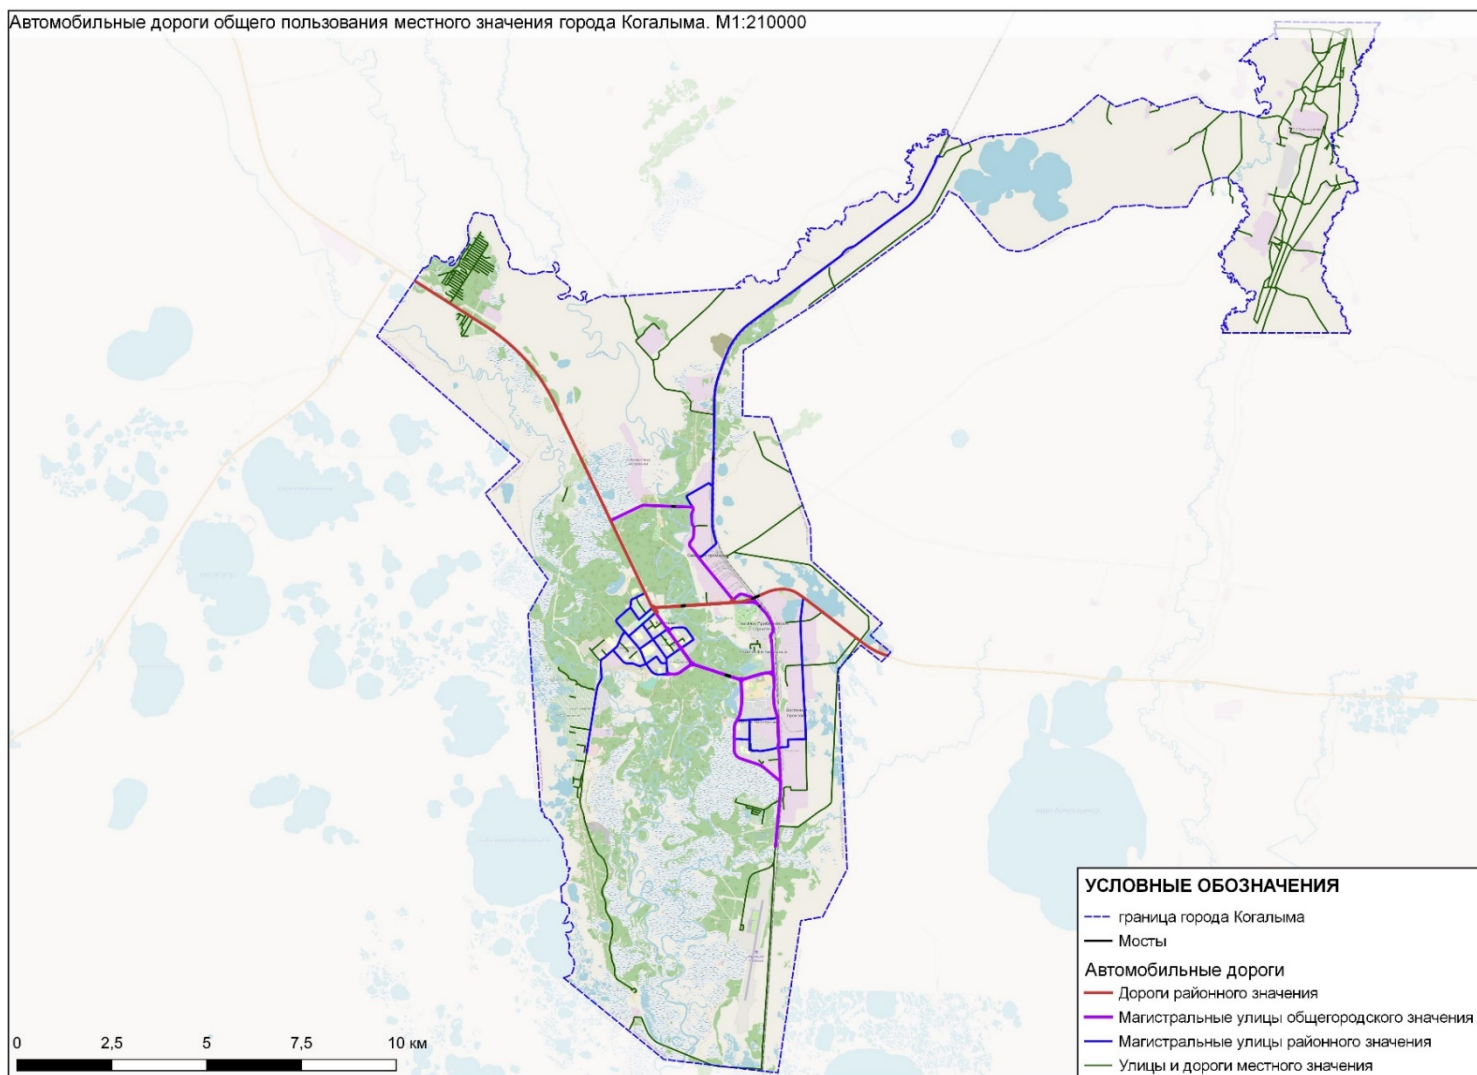 Автомобильные дороги общего пользования местного значения города Когалыма. М1:210000
УСЛОВНЫЕ ОБОЗНАЧЕНИЯ
граница города Когалыма
Мосты
Автомобильные дороги
Дороги районного значения
Магистральные улицы общегородского значения
Магистральные улицы районного значения
Улицы и дороги местного значения
0 2,5 5 7,5 10 км